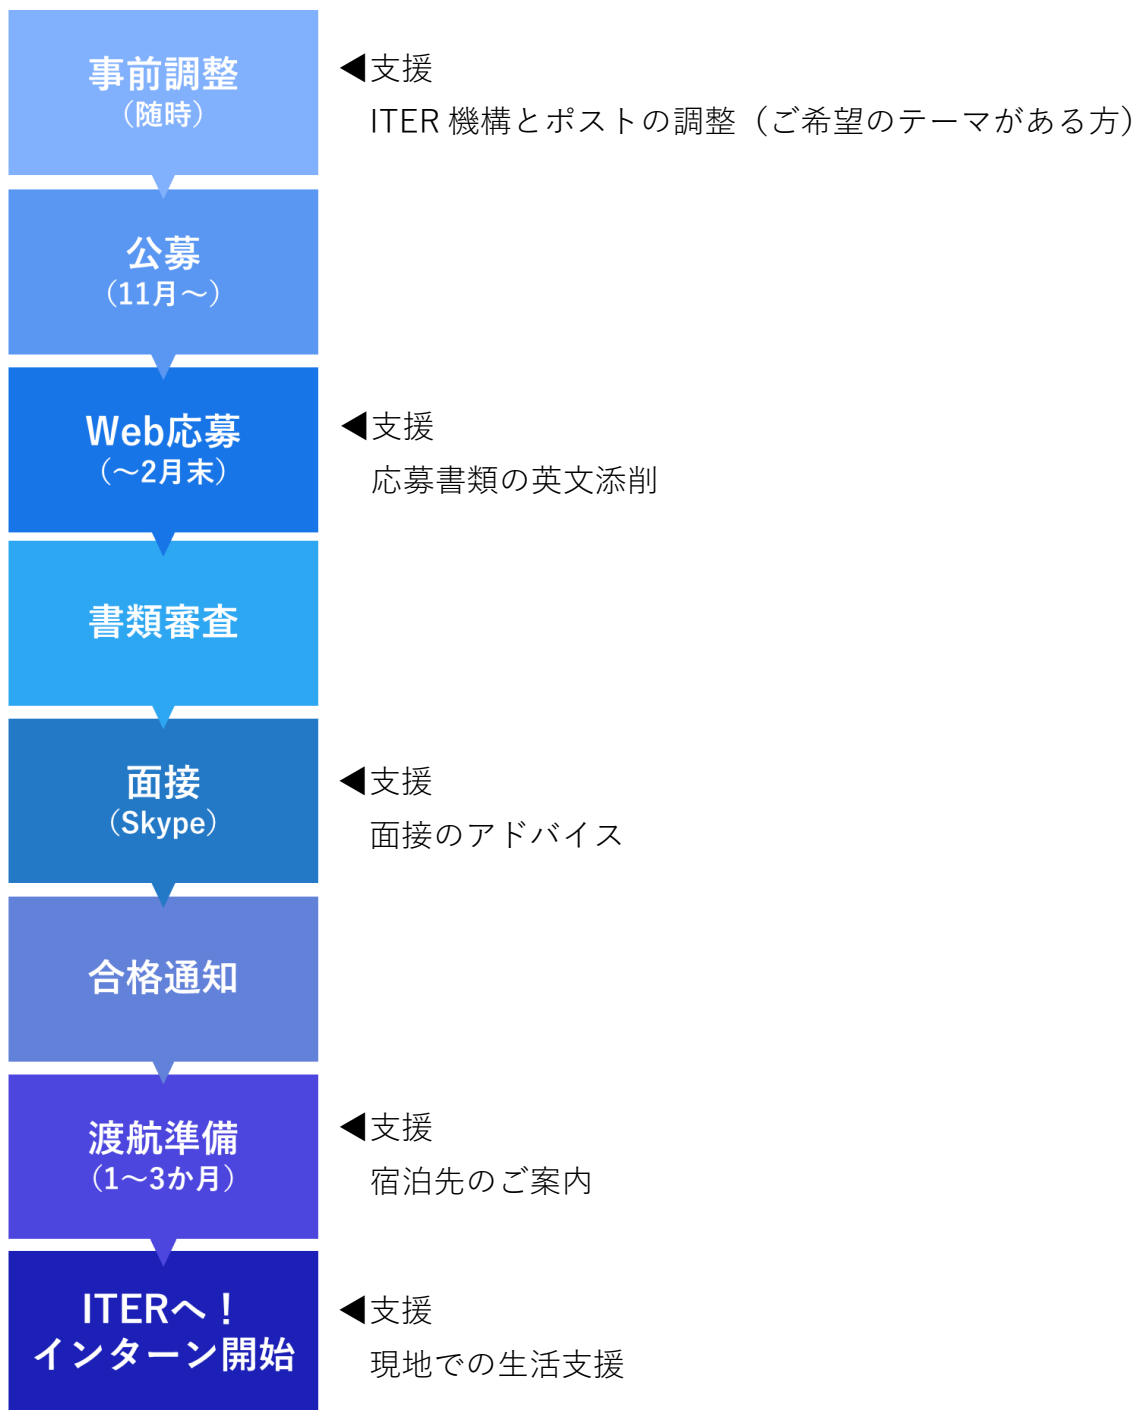 事前調整
（随時）
◀支援
ITER 機構とポストの調整（ご希望のテーマがある方）
公募
（11月～）
Web応募
（～2月末）
◀支援
応募書類の英文添削
書類審査
面接
（Skype）
◀支援
面接のアドバイス
合格通知
渡航準備
（1～3か月）
◀支援
宿泊先のご案内
ITERへ！
インターン開始
◀支援
現地での生活支援